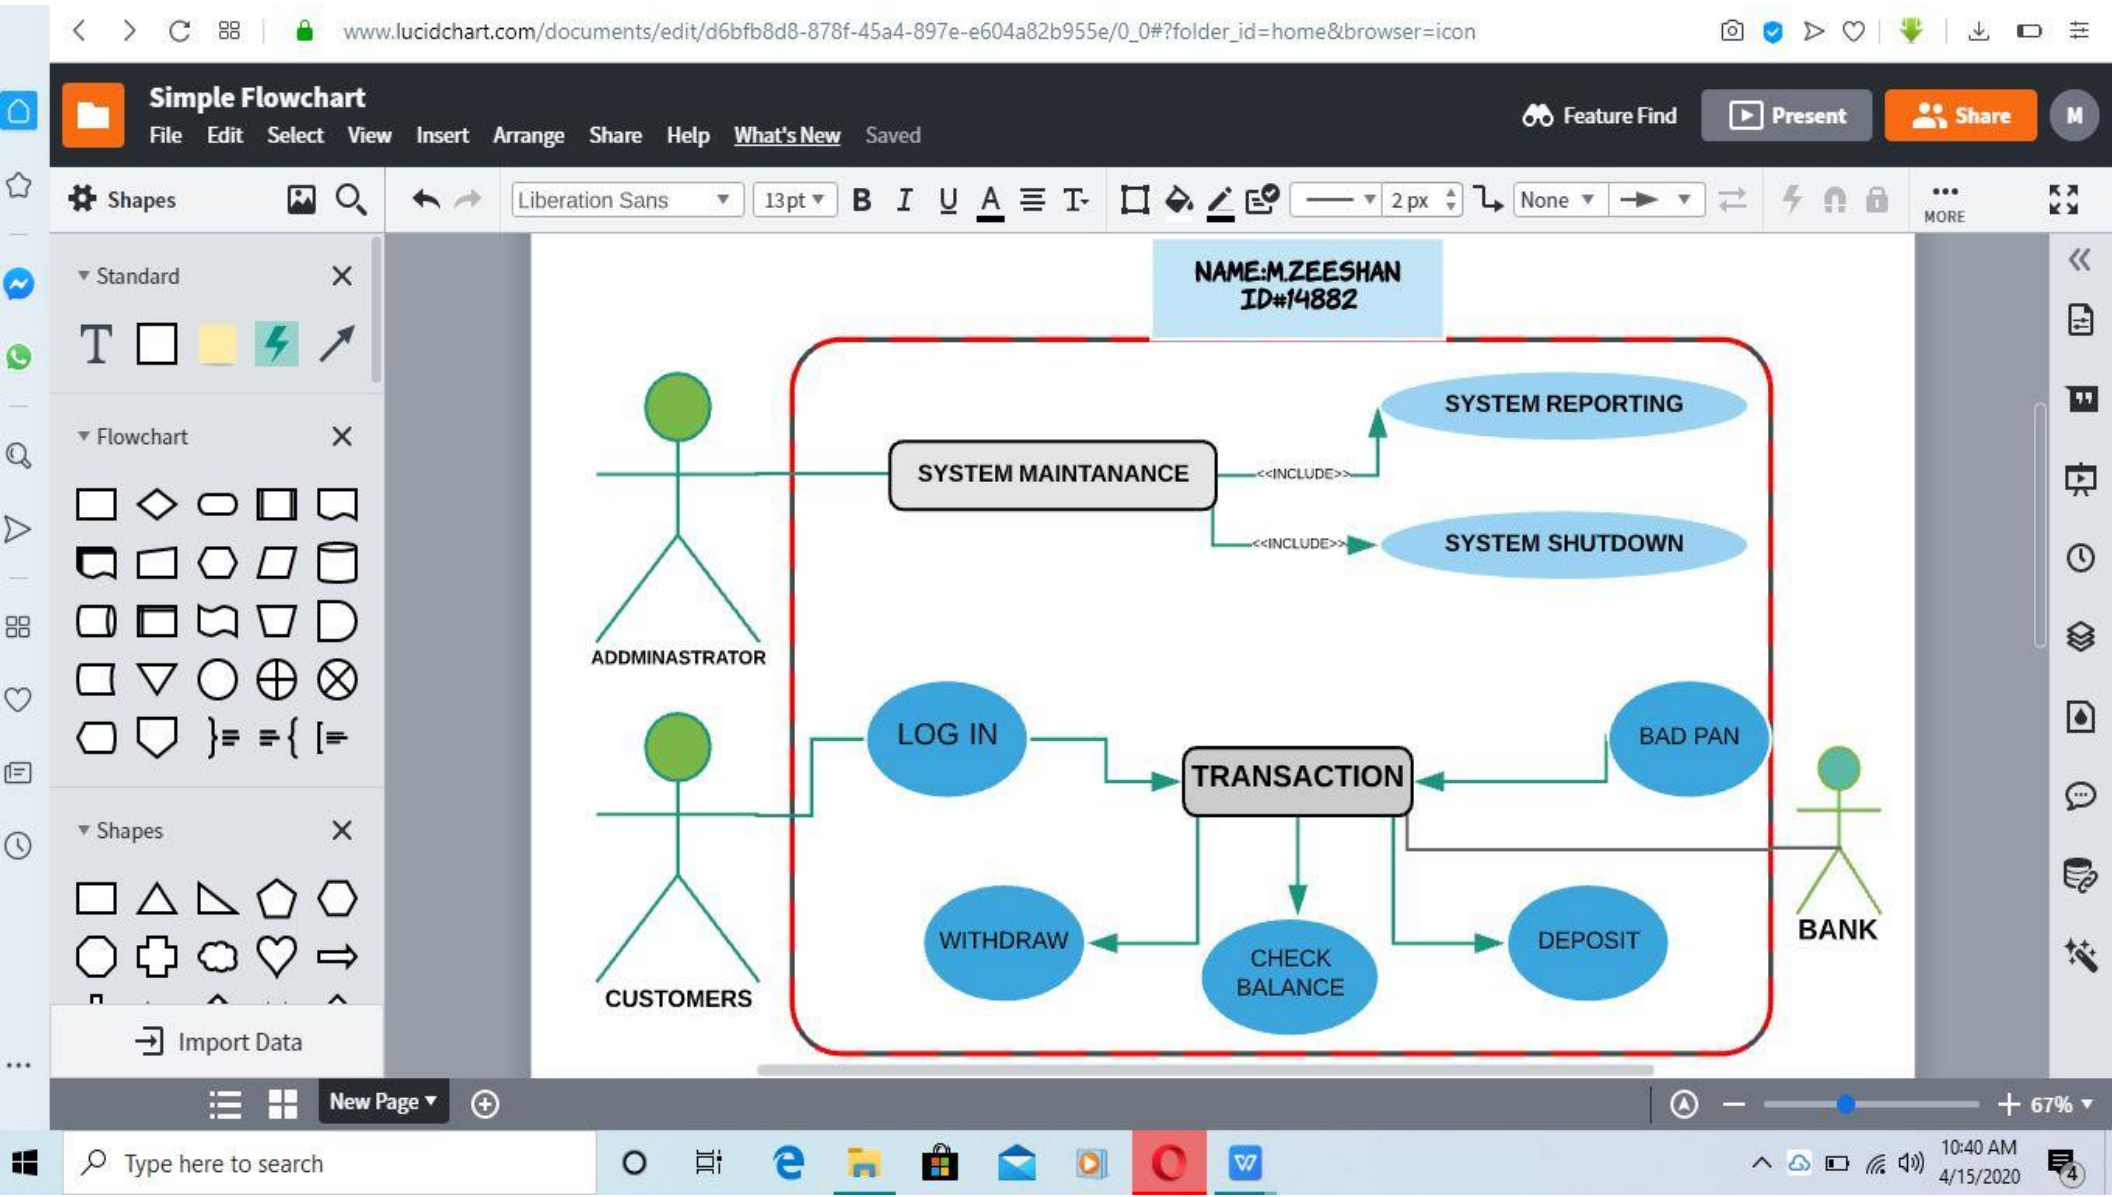 www.lucidchart.com/documents/edit/d6bfb8d8-878f-45a4-897e-e604a82b955e/0_0#?folder_id=home&browser=icon
Simple Flowchart
File Edit Select View Insert Arrange Share Help What's New Saved
Feature Find
Present
Share
M
Shapes
Liberation Sans
13pt
B I U A
2 px
None
MORE
Standard
T
Flowchart
Shapes
Import Data
NAME:M.ZEESHAN
ID#14882
SYSTEM REPORTING
SYSTEM MAINTANANCE
<<INCLUDE>>
<<INCLUDE>>
SYSTEM SHUTDOWN
ADDMINASTRATOR
LOG IN
BAD PAN
TRANSACTION
WITHDRAW
CHECK
BALANCE
DEPOSIT
BANK
CUSTOMERS
New Page
67%
Type here to search
10:40 AM
4/15/2020
4